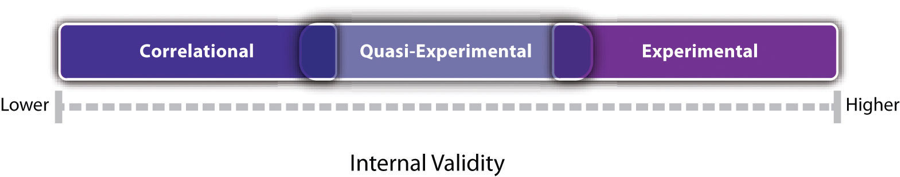 Correlational Quasi-Experimental Experimental
Lower Higher
Internal Validity